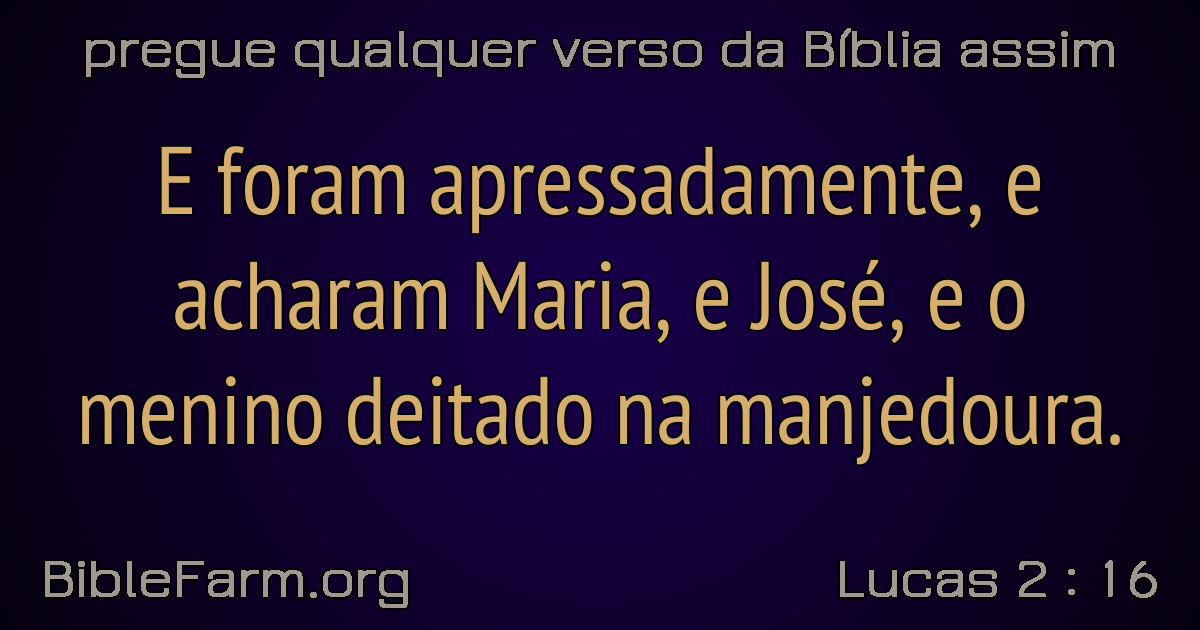 pregue qualquer verso da Bíblia assim
E foram apressadamente, e
acharam Maria, e José, e o
menino deitado na manjedoura.
BibleFarm.org
Lucas 2 : 16